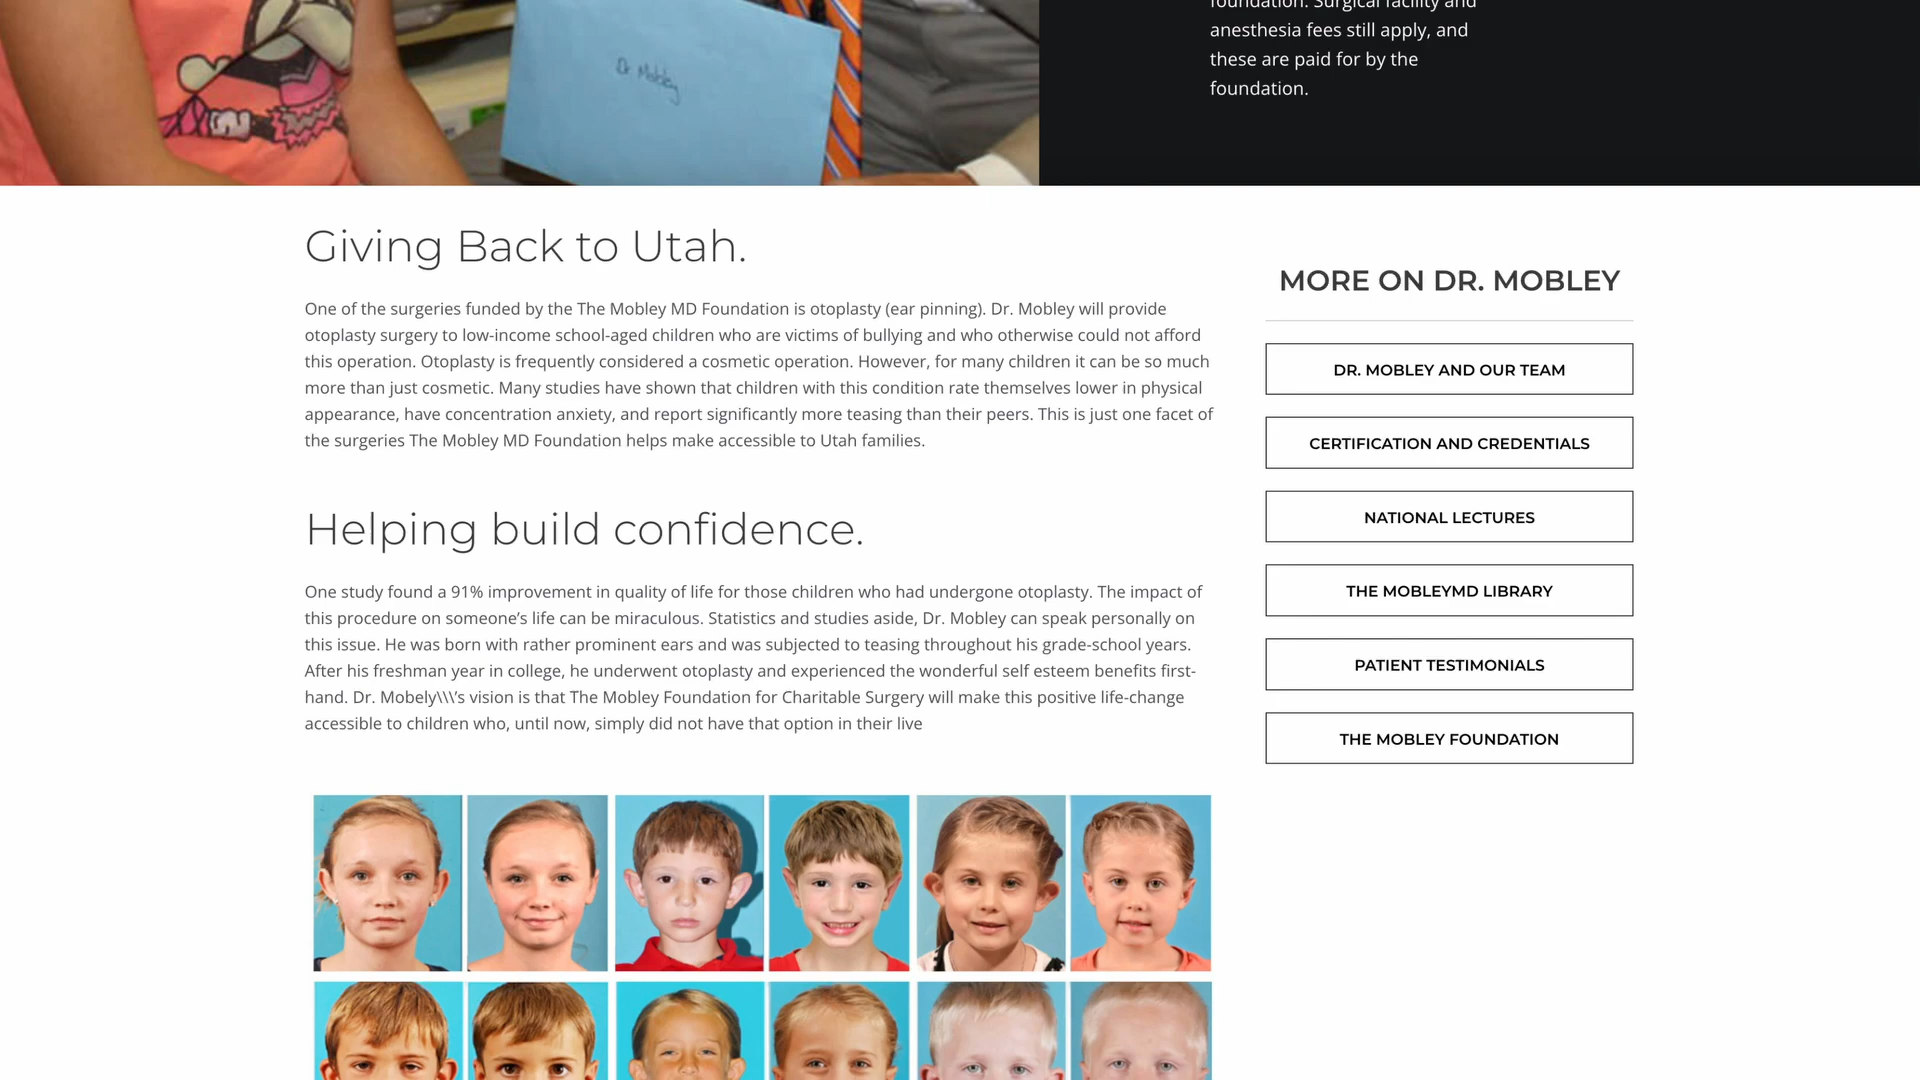 foundation. Surgical facility and
anesthesia fees still apply, and
these are paid for by the
foundation.
Dr Mobley
Giving Back to Utah.
One of the surgeries funded by the The Mobley MD Foundation is otoplasty (ear pinning). Dr. Mobley will provide
otoplasty surgery to low-income school-aged children who are victims of bullying and who otherwise could not afford
this operation. Otoplasty is frequently considered a cosmetic operation. However, for many children it can be so much
more than just cosmetic. Many studies have shown that children with this condition rate themselves lower in physical
appearance, have concentration anxiety, and report significantly more teasing than their peers. This is just one facet of
the surgeries The Mobley MD Foundation helps make accessible to Utah families.
Helping build confidence.
One study found a 91% improvement in quality of life for those children who had undergone otoplasty. The impact of
this procedure on someone’s life can be miraculous. Statistics and studies aside, Dr. Mobley can speak personally on
this issue. He was born with rather prominent ears and was subjected to teasing throughout his grade-school years.
After his freshman year in college, he underwent otoplasty and experienced the wonderful self esteem benefits first-
hand. Dr. Mobely\\\’s vision is that The Mobley Foundation for Charitable Surgery will make this positive life-change
accessible to children who, until now, simply did not have that option in their live
MORE ON DR. MOBLEY
DR. MOBLEY AND OUR TEAM
CERTIFICATION AND CREDENTIALS
NATIONAL LECTURES
THE MOBLEYMD LIBRARY
PATIENT TESTIMONIALS
THE MOBLEY FOUNDATION